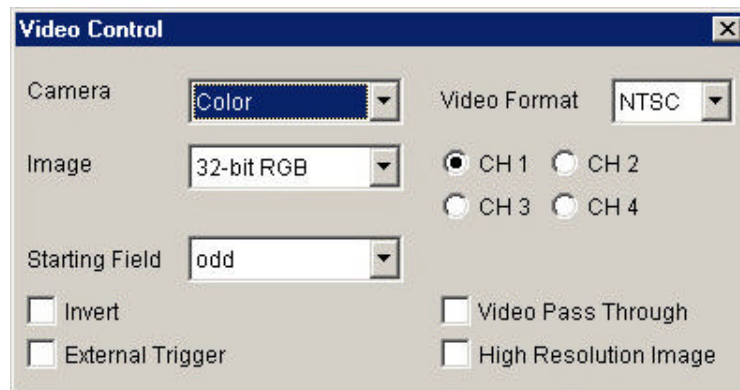 Video Control
Camera Color Video Format NTSC
Image 32-bit RGB CH 1 CH 2
CH 3 CH 4
Starting Field odd
Invert Video Pass Through
External Trigger High Resolution Image